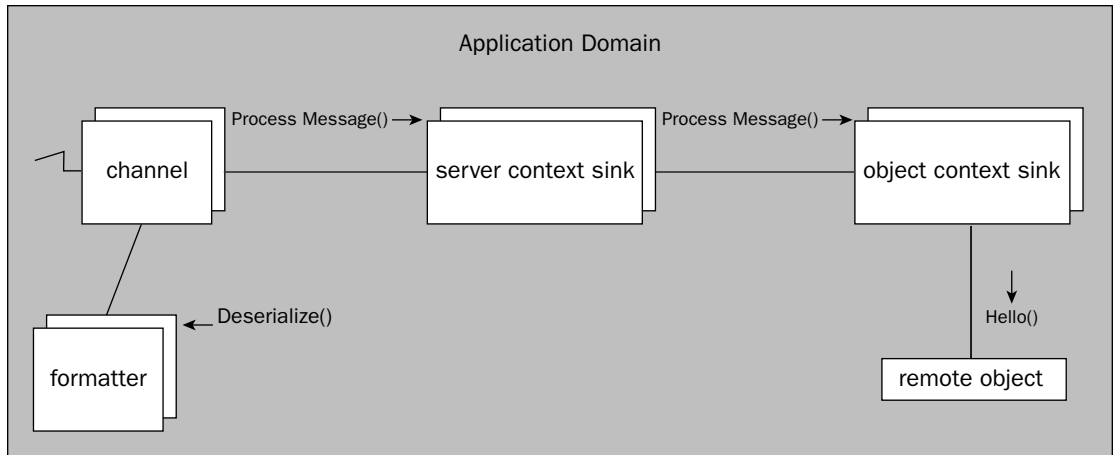 Application Domain
Process Message()
Process Message()
channel
server context sink
object context sink
Deserialize()
Hello()
formatter
remote object